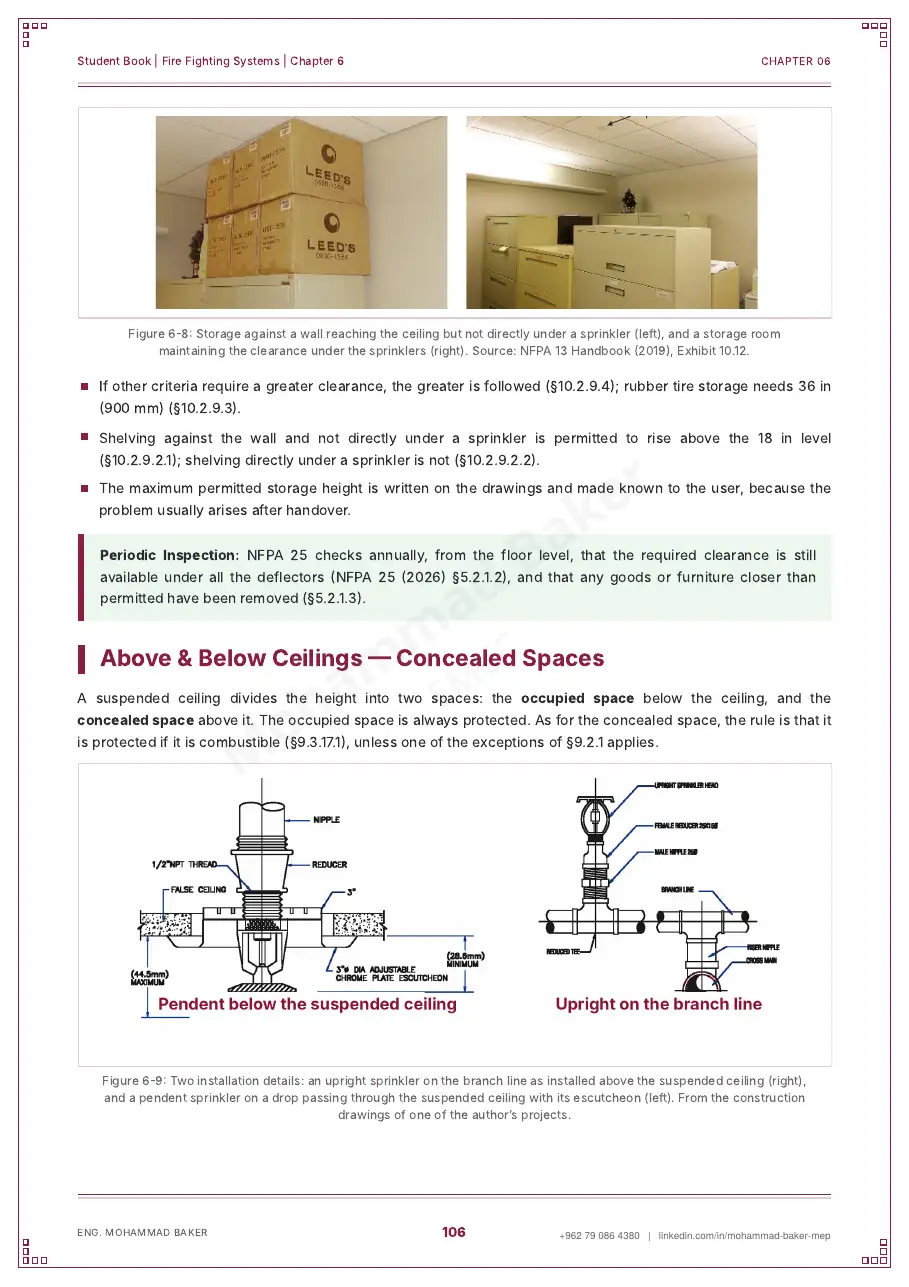 Student Book | Fire Fighting Systems | Chapter 6
CHAPTER 06
LEED'S
LEED'S
Figure 6-8: Storage against a wall reaching the ceiling but not directly under a sprinkler (left), and a storage room
maintaining the clearance under the sprinklers (right). Source: NFPA 13 Handbook (2019), Exhibit 10.12.
If other criteria require a greater clearance, the greater is followed (§10.2.9.4); rubber tire storage needs 36 in
(900 mm) (§10.2.9.3).
Shelving against the wall and not directly under a sprinkler is permitted to rise above the 18 in level
(§10.2.9.2.1); shelving directly under a sprinkler is not (§10.2.9.2.2).
The maximum permitted storage height is written on the drawings and made known to the user, because the
problem usually arises after handover.
Periodic Inspection: NFPA 25 checks annually, from the floor level, that the required clearance is still
available under all the deflectors (NFPA 25 (2026) §5.2.1.2), and that any goods or furniture closer than
permitted have been removed (§5.2.1.3).
Mohammad Baker
Above & Below Ceilings — Concealed Spaces
A suspended ceiling divides the height into two spaces: the occupied space below the ceiling, and the
concealed space above it. The occupied space is always protected. As for the concealed space, the rule is that it
is protected if it is combustible (§9.3.17.1), unless one of the exceptions of §9.2.1 applies.
NIPPLE
1/2"NPT THREAD
REDUCER
FALSE CEILING
3"
(44.5mm)
MAXIMUM
3"ø DIA ADJUSTABLE
CHROME PLATE ESCUTCHEON
MINIMUM
Pendent below the suspended ceiling
UPRIGHT SPRINKLER HEAD
FEMALE REDUCER
MALE NIPPLE
BRANCH LINE
REDUCED TEE
RISER NIPPLE
CROSS MAIN
Upright on the branch line
Figure 6-9: Two installation details: an upright sprinkler on the branch line as installed above the suspended ceiling (right),
and a pendent sprinkler on a drop passing through the suspended ceiling with its escutcheon (left). From the construction
drawings of one of the author's projects.
ENG. MOHAMMAD BAKER
106
+962 79 086 4380 | linkedin.com/in/mohammad-baker-mep